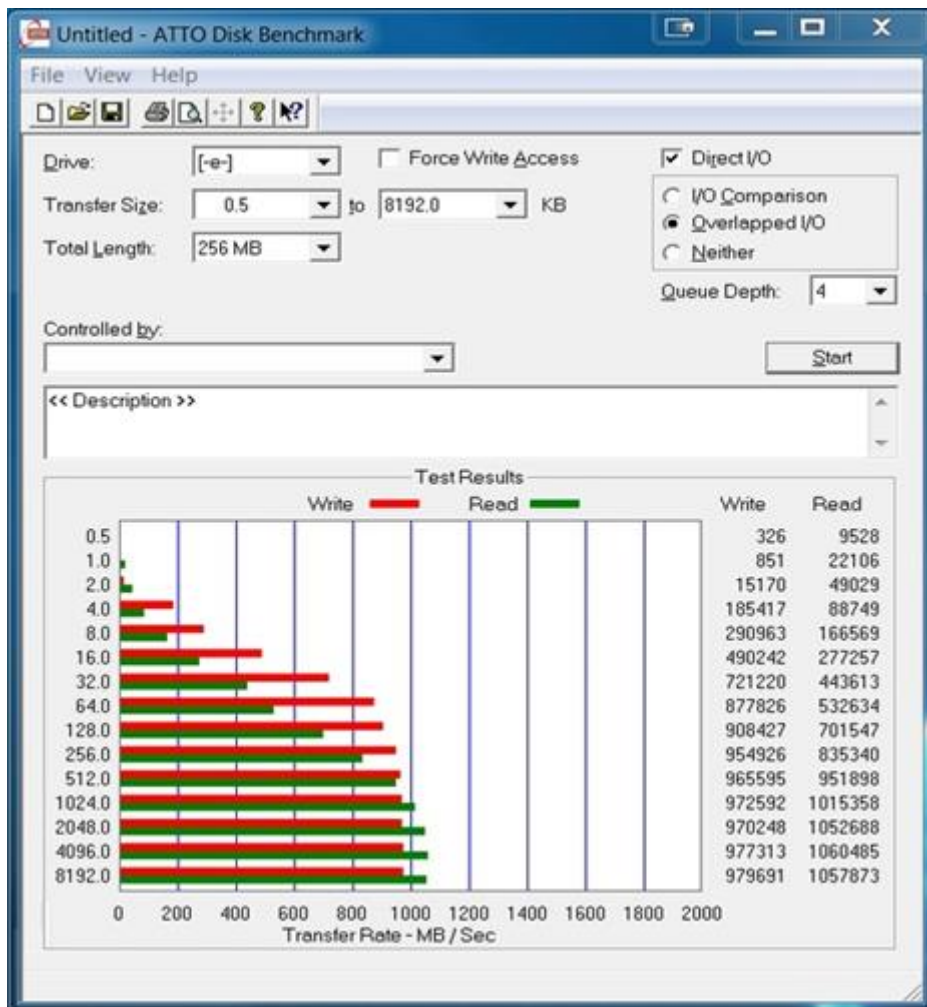 Untitled - ATTO Disk Benchmark
File View Help
Drive: [-e-] Force Write Access Direct I/O
Transfer Size: 0.5 to 8192.0 KB I/O Comparison
Overlapped I/O
Total Length: 256 MB Neither
Queue Depth: 4
Controlled by:
Start
<< Description >>
Test Results
Write Read Write Read
0.5 326 9528
1.0 851 22106
2.0 15170 49029
4.0 185417 88749
8.0 290963 166569
16.0 490242 277257
32.0 721220 443613
64.0 877826 532634
128.0 908427 701547
256.0 954926 835340
512.0 965595 951898
1024.0 972592 1015358
2048.0 970248 1052688
4096.0 977313 1060485
8192.0 979691 1057873
0 200 400 600 800 1000 1200 1400 1600 1800 2000
Transfer Rate - MB / Sec